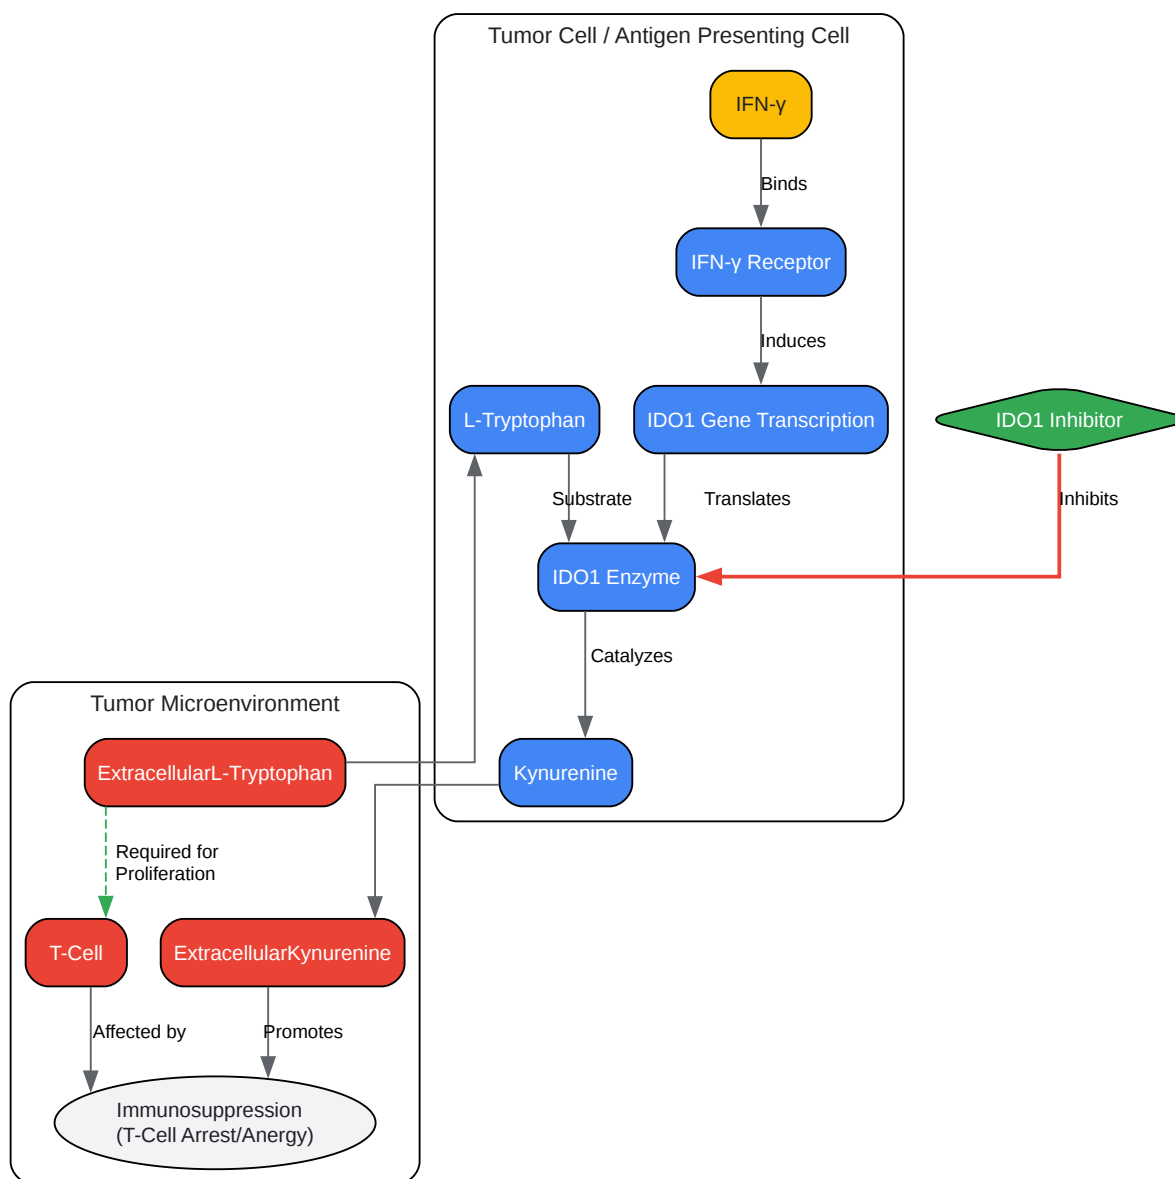 Tumor Cell / Antigen Presenting Cell
IFN-γ
Binds
IFN-γ Receptor
Induces
L-Tryptophan
IDO1 Gene Transcription
IDO1 Inhibitor
Substrate
Translates
Inhibits
IDO1 Enzyme
Catalyzes
Tumor Microenvironment
ExtracellularL-Tryptophan
Kynurenine
Required for
Proliferation
T-Cell
ExtracellularKynurenine
Affected by
Promotes
Immunosuppression
(T-Cell Arrest/Anergy)